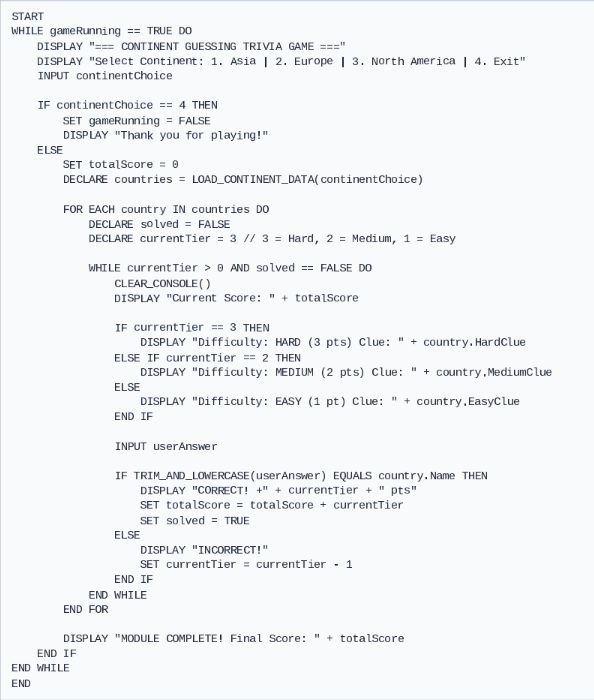 START
WHILE gameRunning == TRUE DO
    DISPLAY "=== CONTINENT GUESSING TRIVIA GAME ==="
    DISPLAY "Select Continent: 1. Asia | 2. Europe | 3. North America | 4. Exit"
    INPUT continentChoice

    IF continentChoice == 4 THEN
        SET gameRunning = FALSE
        DISPLAY "Thank you for playing!"
    ELSE
        SET totalScore = 0
        DECLARE countries = LOAD_CONTINENT_DATA(continentChoice)

        FOR EACH country IN countries DO
            DECLARE solved = FALSE
            DECLARE currentTier = 3 // 3 = Hard, 2 = Medium, 1 = Easy

            WHILE currentTier > 0 AND solved == FALSE DO
                CLEAR_CONSOLE()
                DISPLAY "Current Score: " + totalScore

                IF currentTier == 3 THEN
                    DISPLAY "Difficulty: HARD (3 pts) Clue: " + country.HardClue
                ELSE IF currentTier == 2 THEN
                    DISPLAY "Difficulty: MEDIUM (2 pts) Clue: " + country.MediumClue
                ELSE
                    DISPLAY "Difficulty: EASY (1 pt) Clue: " + country.EasyClue
                END IF

                INPUT userAnswer

                IF TRIM_AND_LOWERCASE(userAnswer) EQUALS country.Name THEN
                    DISPLAY "CORRECT! +" + currentTier + " pts"
                    SET totalScore = totalScore + currentTier
                    SET solved = TRUE
                ELSE
                    DISPLAY "INCORRECT!"
                    SET currentTier = currentTier - 1
                END IF
            END WHILE
        END FOR

        DISPLAY "MODULE COMPLETE! Final Score: " + totalScore
    END IF
END WHILE
END